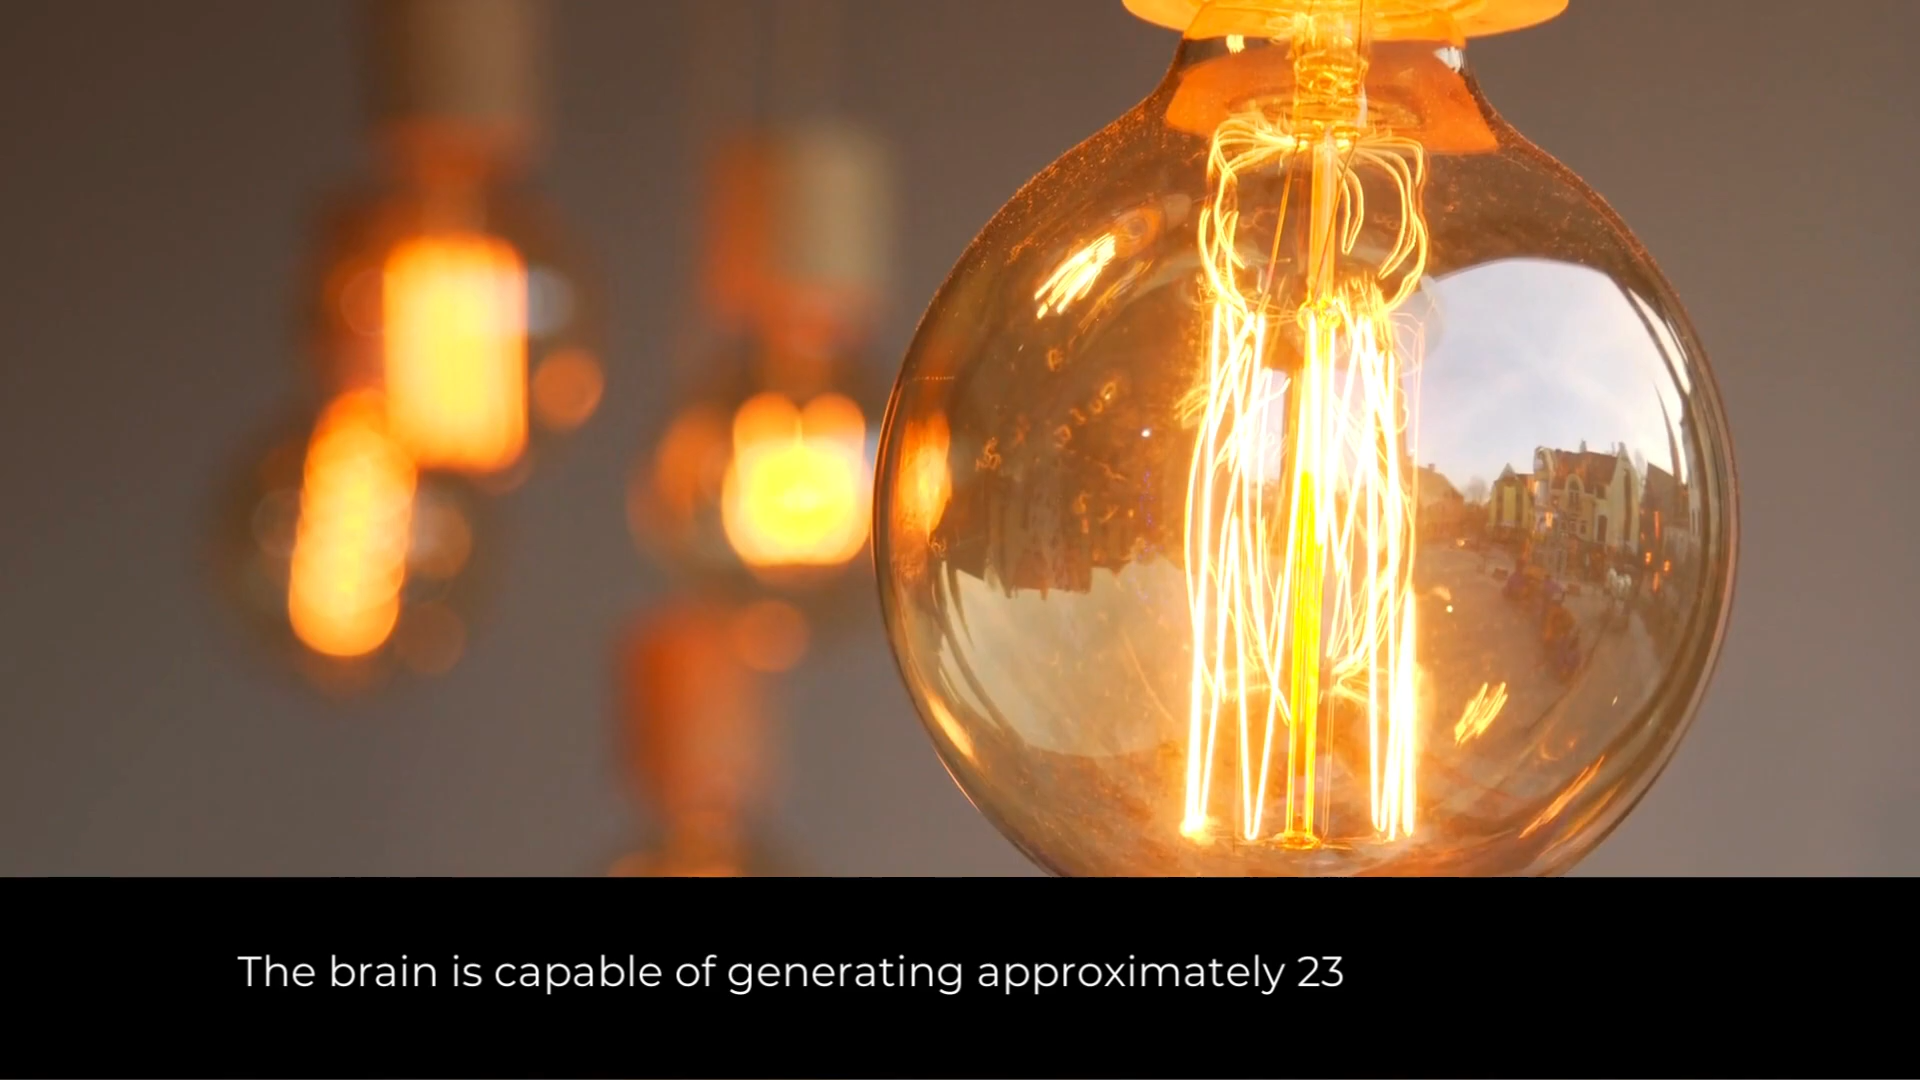 The brain is capable of generating approximately 23